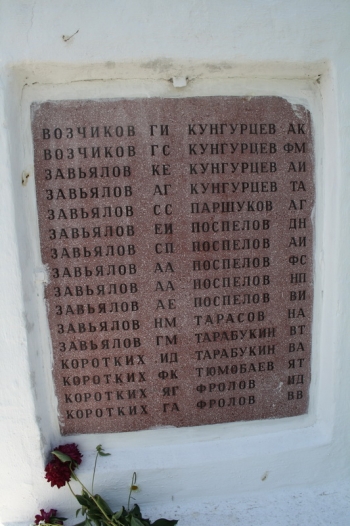 ВОЗЧИКОВ ГИ КУНГУРЦЕВ АК
ВОЗЧИКОВ ГС КУНГУРЦЕВ ФМ
ЗАВЬЯЛОВ КЕ КУНГУРЦЕВ АИ
ЗАВЬЯЛОВ АГ КУНГУРЦЕВ ТА
ЗАВЬЯЛОВ СС ПАРШУКОВ АГ
ЗАВЬЯЛОВ ЕИ ПОСПЕЛОВ ДН
ЗАВЬЯЛОВ СП ПОСПЕЛОВ АИ
ЗАВЬЯЛОВ АА ПОСПЕЛОВ ФС
ЗАВЬЯЛОВ АА ПОСПЕЛОВ НП
ЗАВЬЯЛОВ АЕ ПОСПЕЛОВ ВИ
ЗАВЬЯЛОВ НМ ТАРАСОВ НА
ЗАВЬЯЛОВ ГМ ТАРАБУКИН ВТ
КОРОТКИХ ИД ТАРАБУКИН ВА
КОРОТКИХ ФК ТЮМОБАЕВ ЯТ
КОРОТКИХ ЯГ ФРОЛОВ ИД
КОРОТКИХ ГА ФРОЛОВ ВВ